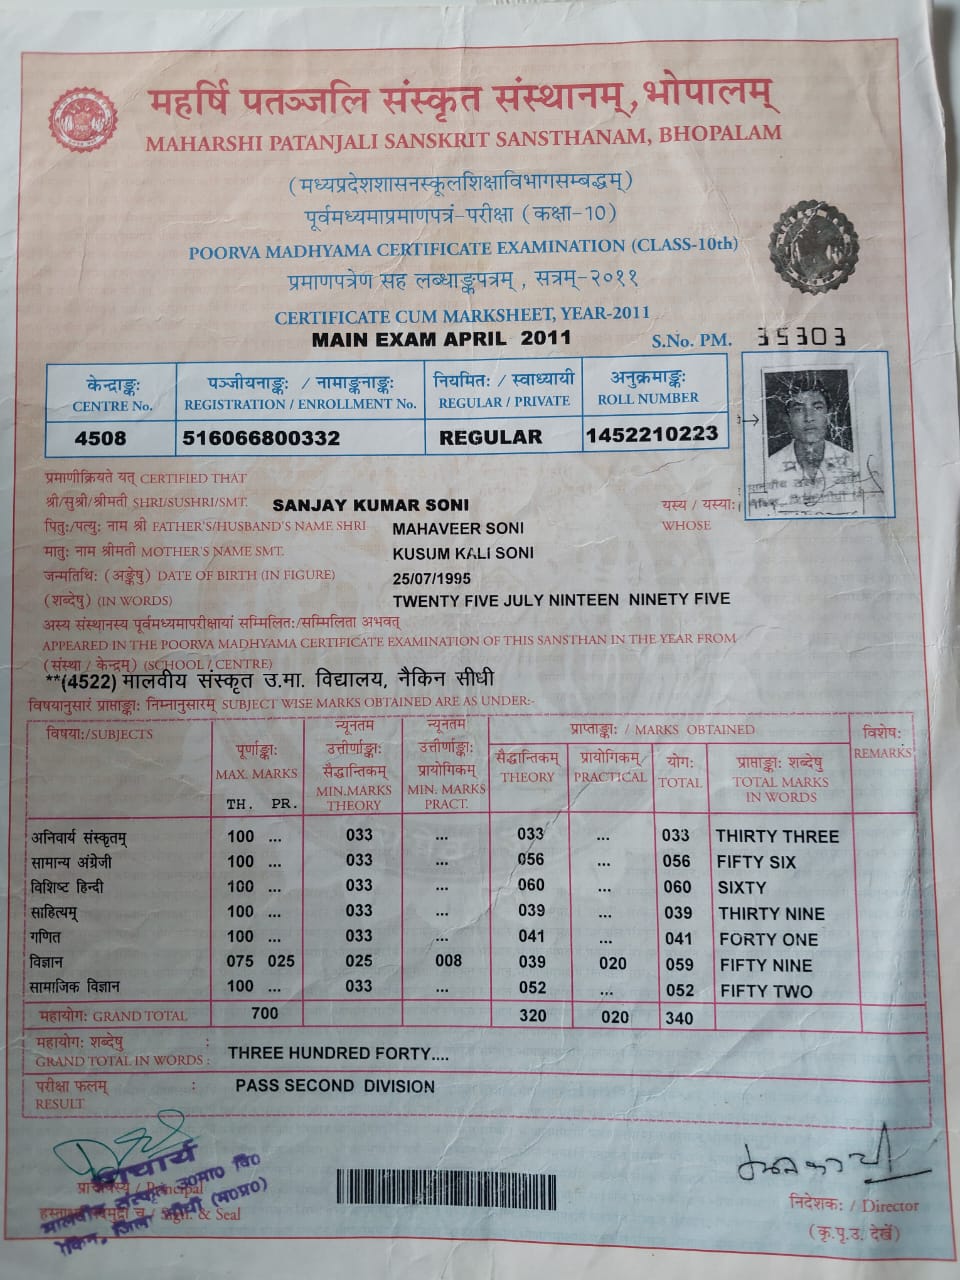 महर्षि पतञ्जलि संस्कृत संस्थानम्, भोपालम्
MAHARSHI PATANJALI SANSKRIT SANSTHANAM, BHOPALAM
(मध्यप्रदेशशासनस्कूलशिक्षाविभागसम्बद्धम्)
पूर्वमध्यमाप्रमाणपत्रं-परीक्षा (कक्षा-10)
POORVA MADHYAMA CERTIFICATE EXAMINATION (CLASS-10th)
प्रमाणपत्रेण सह लब्धाङ्कपत्रम्, सत्रम्-२०११
CERTIFICATE CUM MARKSHEET, YEAR-2011
MAIN EXAM APRIL 2011 S.No. PM. 35303
केन्द्राङ्कः पञ्जीयनाङ्कः / नामाङ्कनाङ्कः नियमितः / स्वाध्यायी अनुक्रमाङ्कः
CENTRE No. REGISTRATION / ENROLLMENT No. REGULAR / PRIVATE ROLL NUMBER
4508 516066800332 REGULAR 1452210223
प्रमाणीक्रियते यत् CERTIFIED THAT
श्री/सुश्री/श्रीमती SHRI/SUSHRI/SMT. SANJAY KUMAR SONI यस्य / यस्याः
पितुः/पत्युः नाम श्री FATHER'S/HUSBAND'S NAME SHRI MAHAVEER SONI WHOSE
मातुः नाम श्रीमती MOTHER'S NAME SMT. KUSUM KALI SONI
जन्मतिथिः (अङ्केषु) DATE OF BIRTH (IN FIGURE) 25/07/1995
(शब्देषु) (IN WORDS) TWENTY FIVE JULY NINTEEN NINETY FIVE
अस्य संस्थानस्य पूर्वमध्यमापरीक्षायां सम्मिलितः/सम्मिलिता अभवत्
APPEARED IN THE POORVA MADHYAMA CERTIFICATE EXAMINATION OF THIS SANSTHAN IN THE YEAR FROM
(संस्था / केन्द्रम्) (SCHOOL / CENTRE)
**(4522) मालवीय संस्कृत उ.मा. विद्यालय, नैकिन सीधी
विषयानुसारं प्राप्ताङ्काः निम्नानुसारम् SUBJECT WISE MARKS OBTAINED ARE AS UNDER:-
विषयाः/SUBJECTS पूर्णाङ्काः MAX. MARKS TH. PR. न्यूनतम उत्तीर्णाङ्काः सैद्धान्तिकम् MIN.MARKS THEORY न्यूनतम उत्तीर्णाङ्काः प्रायोगिकम् MIN. MARKS PRACT. प्राप्ताङ्काः / MARKS OBTAINED विशेषः REMARKS
सैद्धान्तिकम् THEORY प्रायोगिकम् PRACTICAL योगः TOTAL प्राप्ताङ्काः शब्देषु TOTAL MARKS IN WORDS
अनिवार्य संस्कृतम् 100 ... 033 ... 033 ... 033 THIRTY THREE
सामान्य अंग्रेजी 100 ... 033 ... 056 ... 056 FIFTY SIX
विशिष्ट हिन्दी 100 ... 033 ... 060 ... 060 SIXTY
साहित्यम् 100 ... 033 ... 039 ... 039 THIRTY NINE
गणित 100 ... 033 ... 041 ... 041 FORTY ONE
विज्ञान 075 025 025 008 039 020 059 FIFTY NINE
सामाजिक विज्ञान 100 ... 033 ... 052 ... 052 FIFTY TWO
महायोगः GRAND TOTAL 700 320 020 340
महायोगः शब्देषु :
GRAND TOTAL IN WORDS : THREE HUNDRED FORTY....
परीक्षा फलम् : PASS SECOND DIVISION
RESULT
Principal
Sign. & Seal
निदेशकः / Director
(कृ.पृ.उ. देखें)